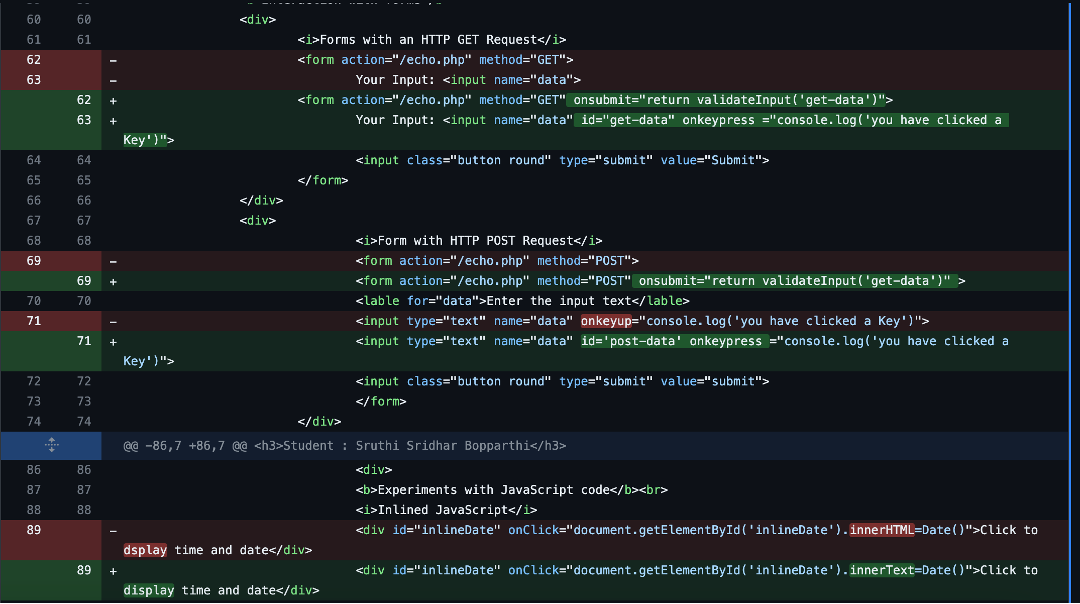 60 60 <div>
61 61 <i>Forms with an HTTP GET Request</i>
62 - <form action="/echo.php" method="GET">
63 - Your Input: <input name="data">
62 + <form action="/echo.php" method="GET" onsubmit="return validateInput('get-data')">
63 + Your Input: <input name="data" id="get-data" onkeypress ="console.log('you have clicked a
Key')">
64 64 <input class="button round" type="submit" value="Submit">
65 65 </form>
66 66 </div>
67 67 <div>
68 68 <i>Form with HTTP POST Request</i>
69 - <form action="/echo.php" method="POST">
69 + <form action="/echo.php" method="POST" onsubmit="return validateInput('get-data')" >
70 70 <lable for="data">Enter the input text</lable>
71 - <input type="text" name="data" onkeyup="console.log('you have clicked a Key')">
71 + <input type="text" name="data" id='post-data' onkeypress ="console.log('you have clicked a
Key')">
72 72 <input class="button round" type="submit" value="submit">
73 73 </form>
74 74 </div>
@@ -86,7 +86,7 @@ <h3>Student : Sruthi Sridhar Bopparthi</h3>
86 86 <div>
87 87 <b>Experiments with JavaScript code</b><br>
88 88 <i>Inlined JavaScript</i>
89 - <div id="inlineDate" onClick="document.getElementById('inlineDate').innerHTML=Date()">Click to
dsplay time and date</div>
89 + <div id="inlineDate" onClick="document.getElementById('inlineDate').innerText=Date()">Click to
display time and date</div>